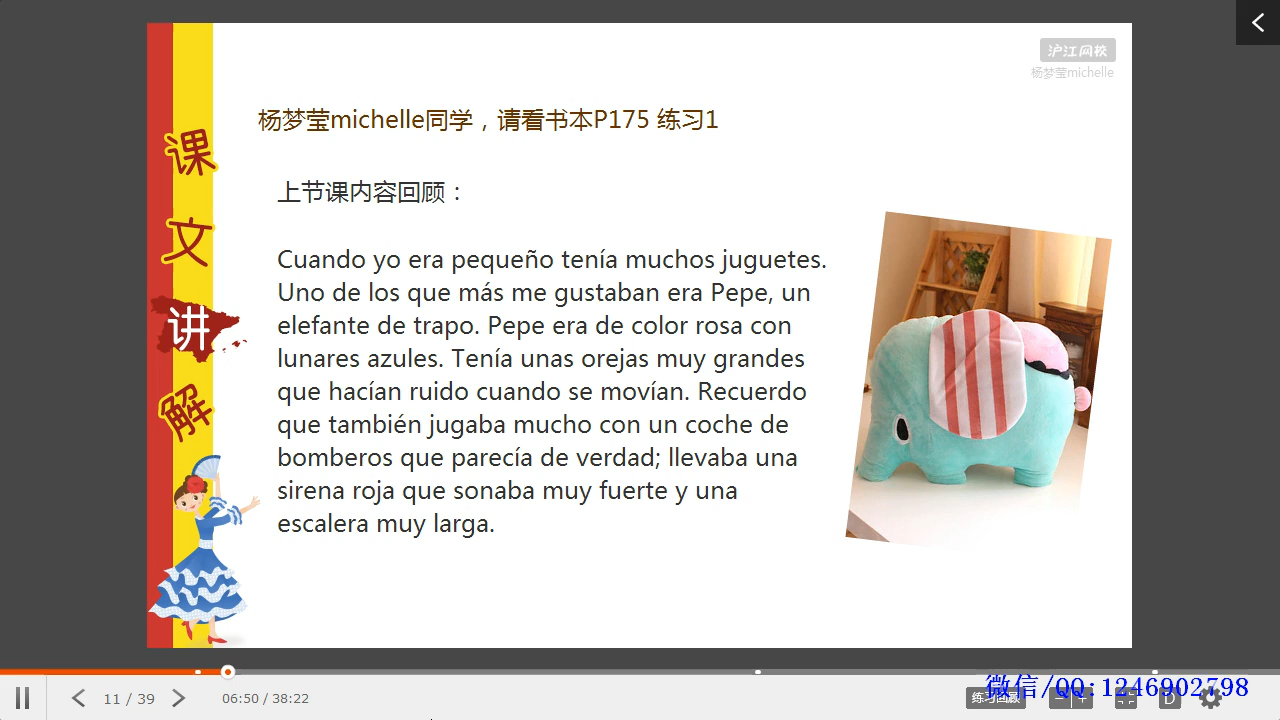 沪江网校
杨梦莹michelle
杨梦莹michelle同学，请看书本P175 练习1
课文讲解
上节课内容回顾：
Cuando yo era pequeño tenía muchos juguetes.
Uno de los que más me gustaban era Pepe, un
elefante de trapo. Pepe era de color rosa con
lunares azules. Tenía unas orejas muy grandes
que hacían ruido cuando se movían. Recuerdo
que también jugaba mucho con un coche de
bomberos que parecía de verdad; llevaba una
sirena roja que sonaba muy fuerte y una
escalera muy larga.
11 / 39
06:50 / 38:22
练习回顾
D
微信/QQ:1246902798